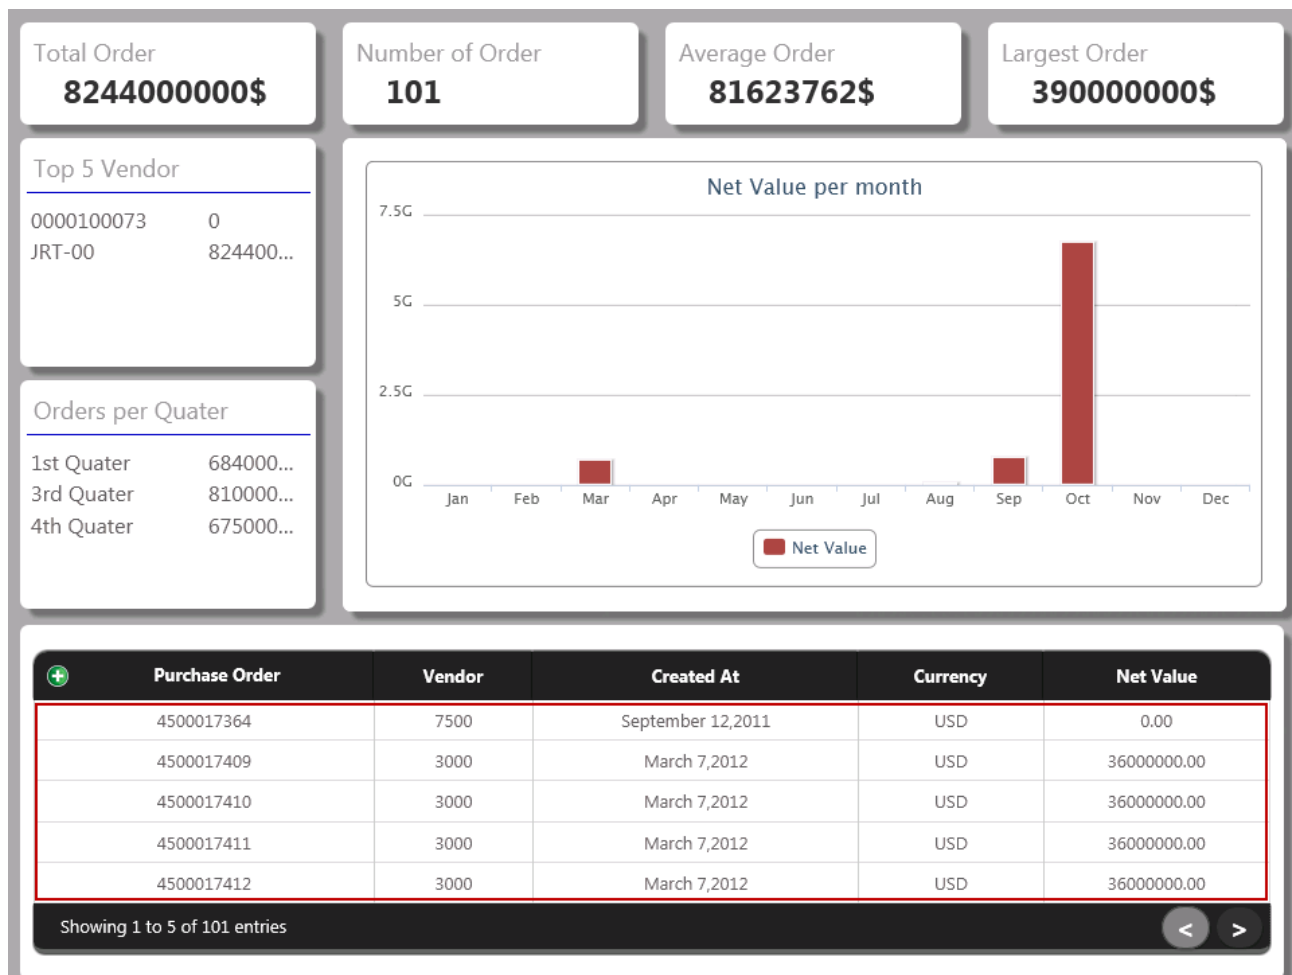 Total Order
8244000000$
Number of Order
101
Average Order
81623762$
Largest Order
390000000$
Top 5 Vendor
0000100073 0
JRT-00 824400...
Orders per Quater
1st Quater 684000...
3rd Quater 810000...
4th Quater 675000...
Net Value per month
7.5G
5G
2.5G
0G
Jan Feb Mar Apr May Jun Jul Aug Sep Oct Nov Dec
Net Value
Purchase Order Vendor Created At Currency Net Value
4500017364 7500 September 12,2011 USD 0.00
4500017409 3000 March 7,2012 USD 36000000.00
4500017410 3000 March 7,2012 USD 36000000.00
4500017411 3000 March 7,2012 USD 36000000.00
4500017412 3000 March 7,2012 USD 36000000.00
Showing 1 to 5 of 101 entries
< >